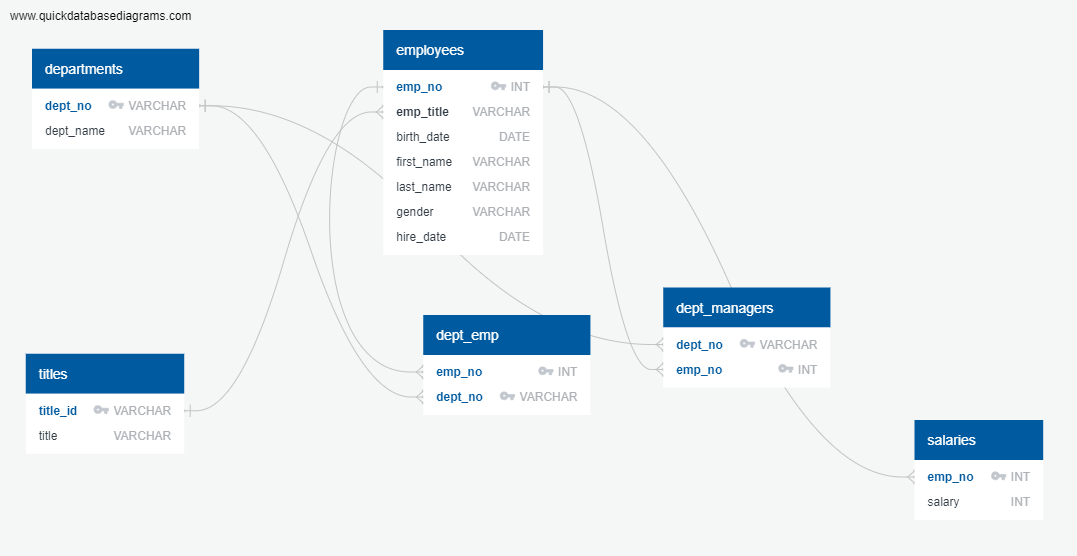 www.quickdatabasediagrams.com
departments
dept_no VARCHAR
dept_name VARCHAR
employees
emp_no INT
emp_title VARCHAR
birth_date DATE
first_name VARCHAR
last_name VARCHAR
gender VARCHAR
hire_date DATE
dept_managers
dept_no VARCHAR
emp_no INT
dept_emp
emp_no INT
dept_no VARCHAR
titles
title_id VARCHAR
title VARCHAR
salaries
emp_no INT
salary INT